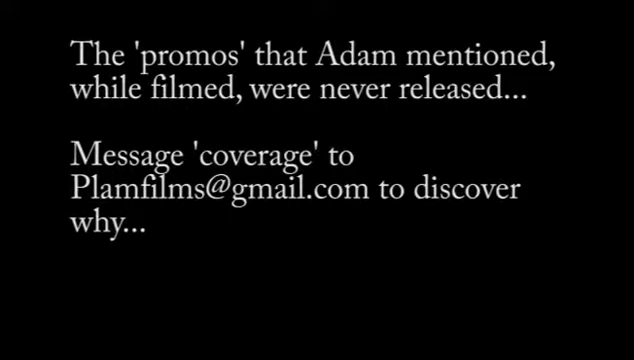 The 'promos' that Adam mentioned,
while filmed, were never released...
Message 'coverage' to
Plamfilms@gmail.com to discover
why...